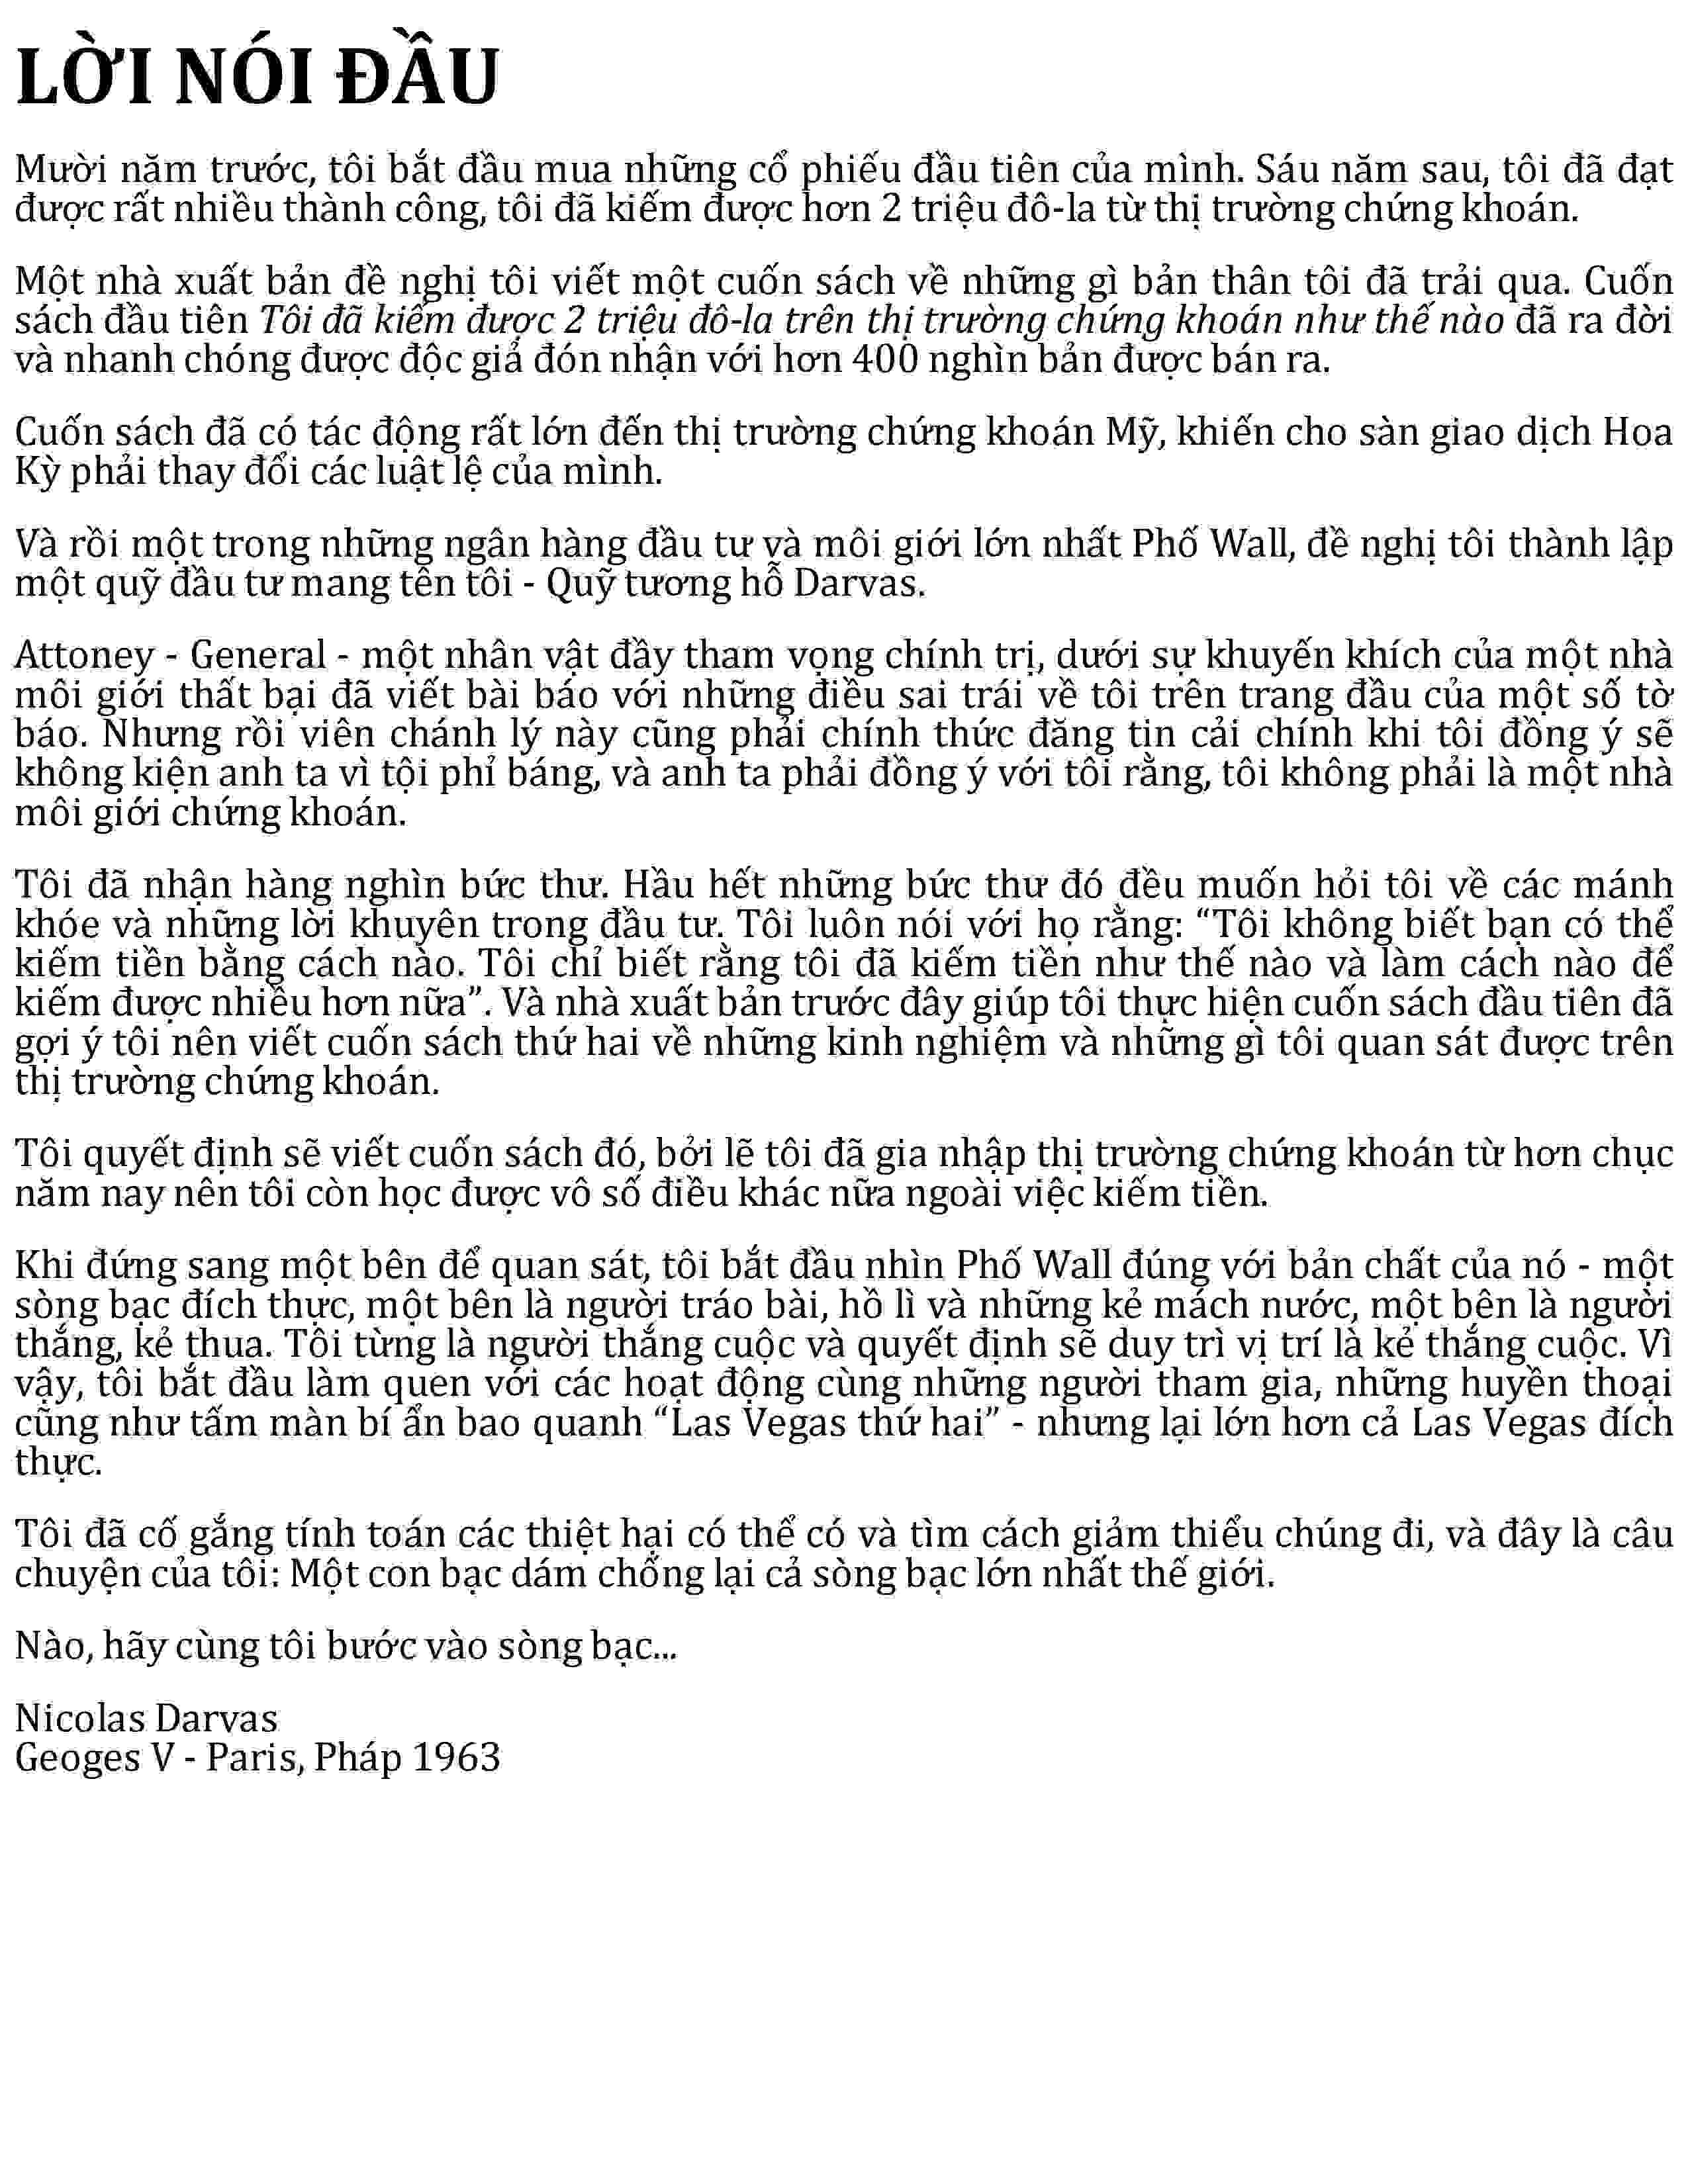 LỜI NÓI ĐẦU
Mười năm trước, tôi bắt đầu mua những cổ phiếu đầu tiên của mình. Sáu năm sau, tôi đã đạt
được rất nhiều thành công, tôi đã kiếm được hơn 2 triệu đô-la từ thị trường chứng khoán.
Một nhà xuất bản đề nghị tôi viết một cuốn sách về những gì bản thân tôi đã trải qua. Cuốn
sách đầu tiên Tôi đã kiếm được 2 triệu đô-la trên thị trường chứng khoán như thế nào đã ra đời
và nhanh chóng được độc giả đón nhận với hơn 400 nghìn bản được bán ra.
Cuốn sách đã có tác động rất lớn đến thị trường chứng khoán Mỹ, khiến cho sàn giao dịch Hoa
Kỳ phải thay đổi các luật lệ của mình.
Và rồi một trong những ngân hàng đầu tư và môi giới lớn nhất Phố Wall, đề nghị tôi thành lập
một quỹ đầu tư mang tên tôi - Quỹ tương hỗ Darvas.
Attoney - General - một nhân vật đầy tham vọng chính trị, dưới sự khuyến khích của một nhà
môi giới thất bại đã viết bài báo với những điều sai trái về tôi trên trang đầu của một số tờ
báo. Nhưng rồi viên chánh lý này cũng phải chính thức đăng tin cải chính khi tôi đồng ý sẽ
không kiện anh ta vì tội phỉ báng, và anh ta phải đồng ý với tôi rằng, tôi không phải là một nhà
môi giới chứng khoán.
Tôi đã nhận hàng nghìn bức thư. Hầu hết những bức thư đó đều muốn hỏi tôi về các mánh
khóe và những lời khuyên trong đầu tư. Tôi luôn nói với họ rằng: “Tôi không biết bạn có thể
kiếm tiền bằng cách nào. Tôi chỉ biết rằng tôi đã kiếm tiền như thế nào và làm cách nào để
kiếm được nhiều hơn nữa”. Và nhà xuất bản trước đây giúp tôi thực hiện cuốn sách đầu tiên đã
gợi ý tôi nên viết cuốn sách thứ hai về những kinh nghiệm và những gì tôi quan sát được trên
thị trường chứng khoán.
Tôi quyết định sẽ viết cuốn sách đó, bởi lẽ tôi đã gia nhập thị trường chứng khoán từ hơn chục
năm nay nên tôi còn học được vô số điều khác nữa ngoài việc kiếm tiền.
Khi đứng sang một bên để quan sát, tôi bắt đầu nhìn Phố Wall đúng với bản chất của nó - một
sòng bạc đích thực, một bên là người tráo bài, hồ lì và những kẻ mách nước, một bên là người
thắng, kẻ thua. Tôi từng là người thắng cuộc và quyết định sẽ duy trì vị trí là kẻ thắng cuộc. Vì
vậy, tôi bắt đầu làm quen với các hoạt động cùng những người tham gia, những huyền thoại
cũng như tấm màn bí ẩn bao quanh “Las Vegas thứ hai” - nhưng lại lớn hơn cả Las Vegas đích
thực.
Tôi đã cố gắng tính toán các thiệt hại có thể có và tìm cách giảm thiểu chúng đi, và đây là câu
chuyện của tôi: Một con bạc dám chống lại cả sòng bạc lớn nhất thế giới.
Nào, hãy cùng tôi bước vào sòng bạc...
Nicolas Darvas
Geoges V - Paris, Pháp 1963